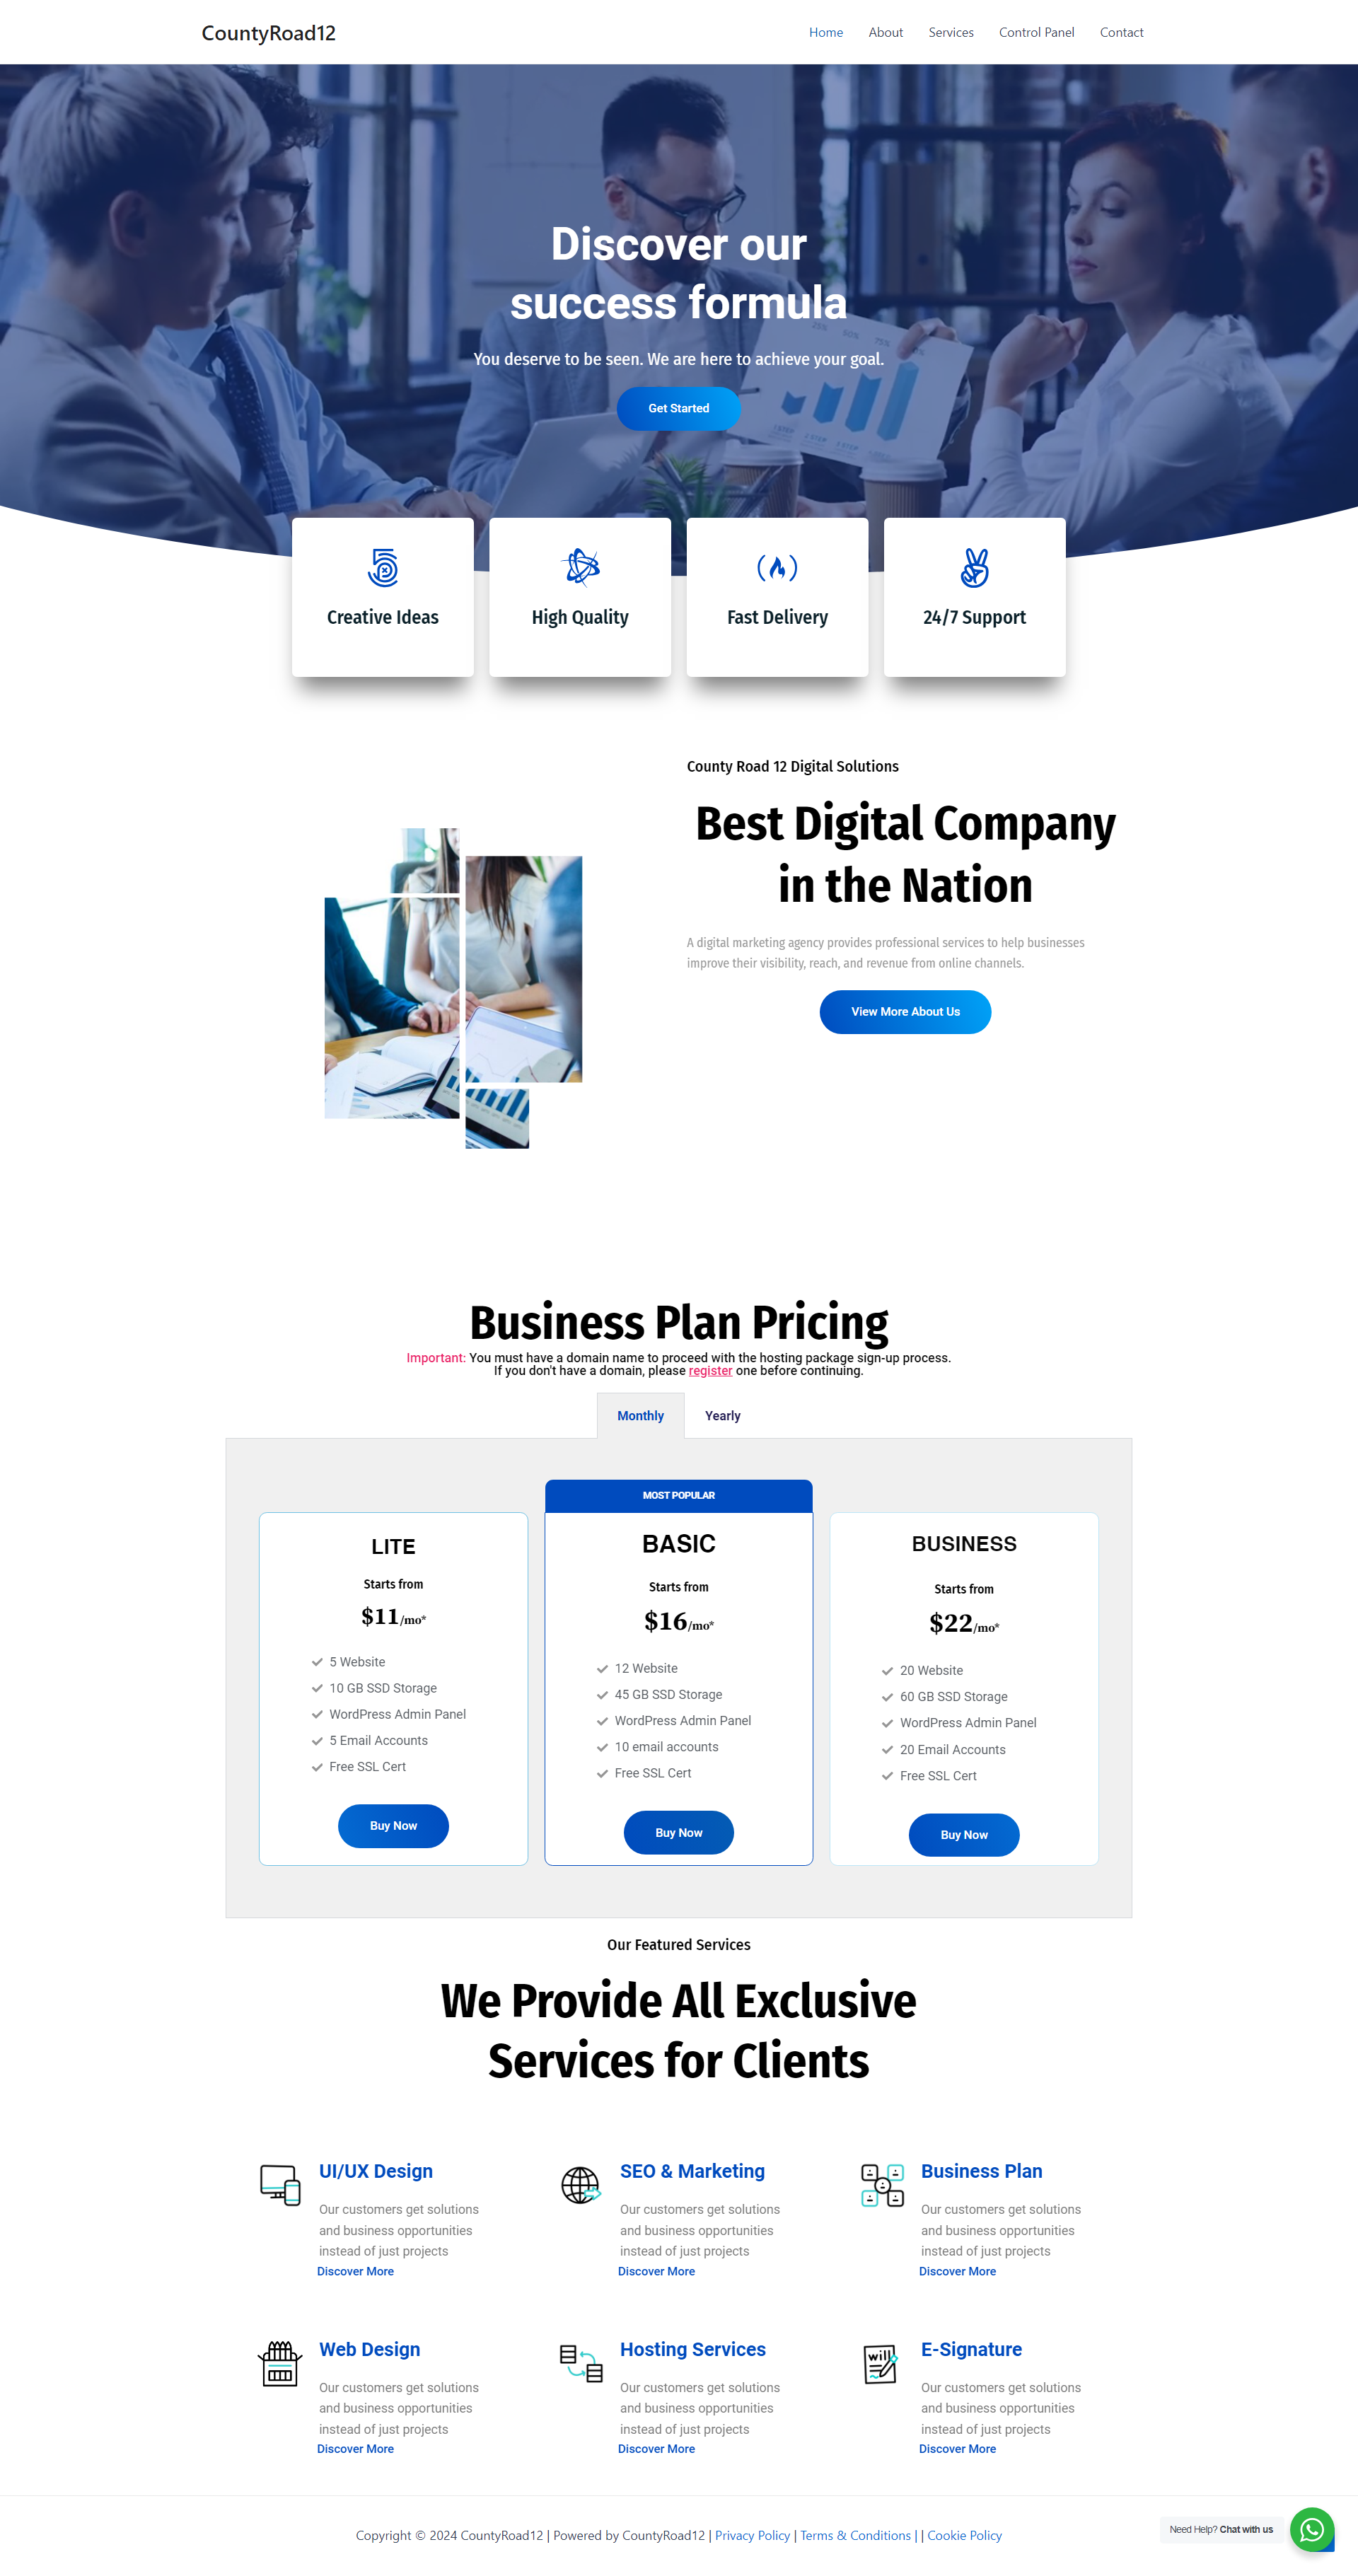 CountyRoad12
Home About Services Control Panel Contact
Discover our
success formula
You deserve to be seen. We are here to achieve your goal.
25% 50% 75% 0%
1 STEP 2 STEP 3 STEP
Get Started
Creative Ideas
High Quality
Fast Delivery
24/7 Support
County Road 12 Digital Solutions
Best Digital Company
in the Nation
A digital marketing agency provides professional services to help businesses
improve their visibility, reach, and revenue from online channels.
View More About Us
Business Plan Pricing
Important: You must have a domain name to proceed with the hosting package sign-up process.
If you don't have a domain, please register one before continuing.
Monthly Yearly
LITE
Starts from
$11/mo*
5 Website
10 GB SSD Storage
WordPress Admin Panel
5 Email Accounts
Free SSL Cert
Buy Now
MOST POPULAR
BASIC
Starts from
$16/mo*
12 Website
45 GB SSD Storage
WordPress Admin Panel
10 email accounts
Free SSL Cert
Buy Now
BUSINESS
Starts from
$22/mo*
20 Website
60 GB SSD Storage
WordPress Admin Panel
20 Email Accounts
Free SSL Cert
Buy Now
Our Featured Services
We Provide All Exclusive
Services for Clients
UI/UX Design
Our customers get solutions
and business opportunities
instead of just projects
Discover More
SEO & Marketing
Our customers get solutions
and business opportunities
instead of just projects
Discover More
Business Plan
Our customers get solutions
and business opportunities
instead of just projects
Discover More
Web Design
Our customers get solutions
and business opportunities
instead of just projects
Discover More
Hosting Services
Our customers get solutions
and business opportunities
instead of just projects
Discover More
will
E-Signature
Our customers get solutions
and business opportunities
instead of just projects
Discover More
Copyright © 2024 CountyRoad12 | Powered by CountyRoad12 | Privacy Policy | Terms & Conditions | | Cookie Policy
Need Help? Chat with us